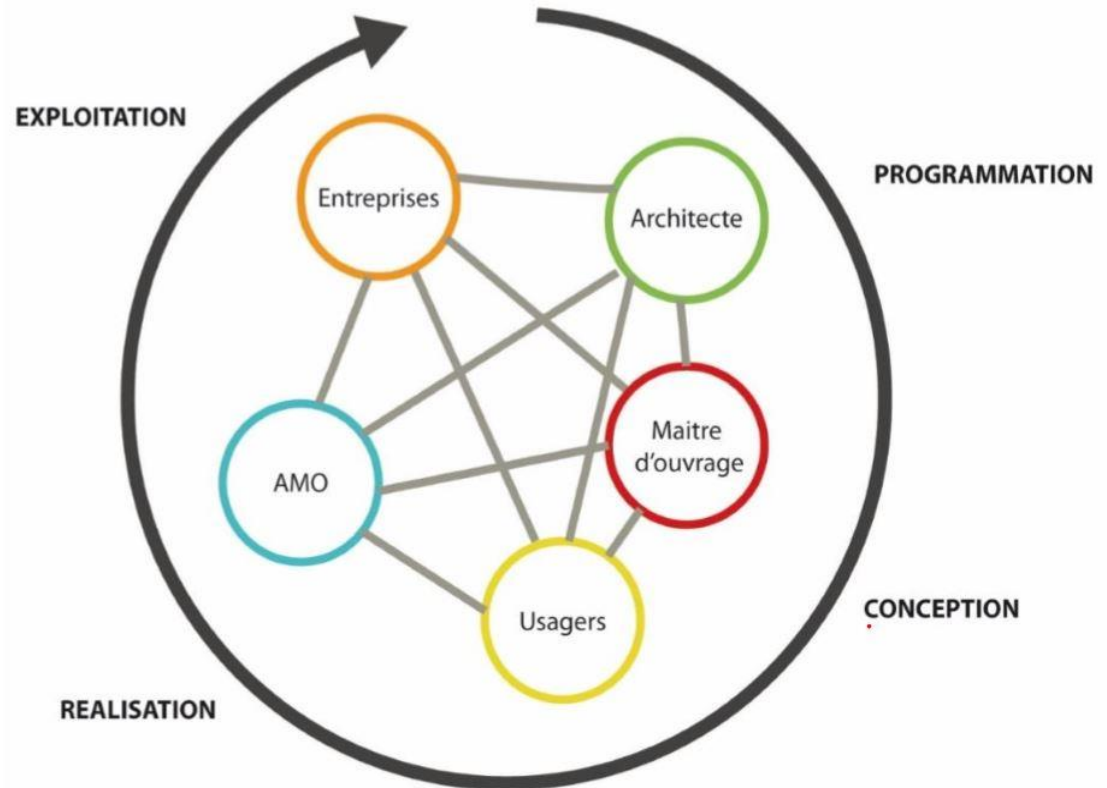 EXPLOITATION
PROGRAMMATION
Entreprises
Architecte
Maitre
d'ouvrage
AMO
Usagers
CONCEPTION
REALISATION